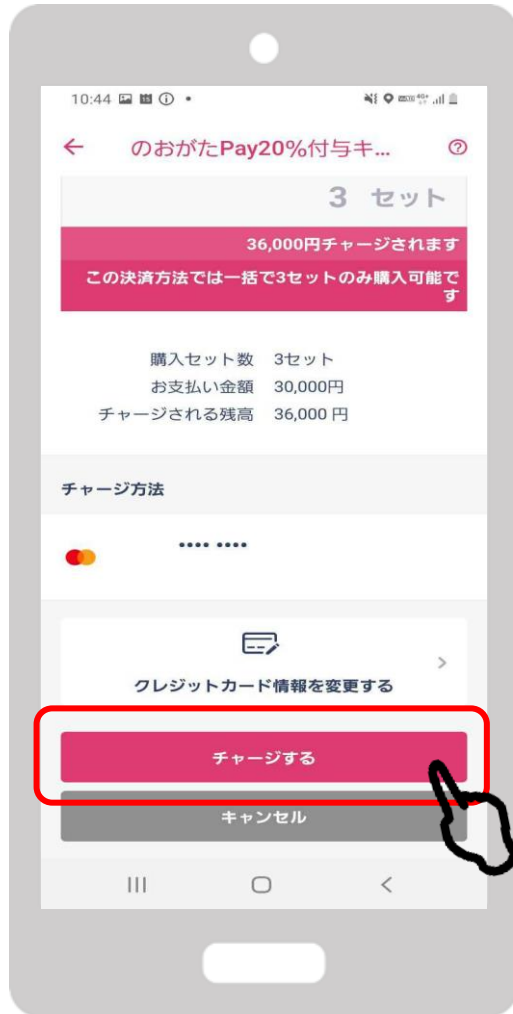 10:44
のおがたPay20%付与キ...
3 セット
36,000円チャージされます
この決済方法では一括で3セットのみ購入可能で
す
購入セット数 3セット
お支払い金額 30,000円
チャージされる残高 36,000 円
チャージ方法
•••• ••••
クレジットカード情報を変更する
チャージする
キャンセル